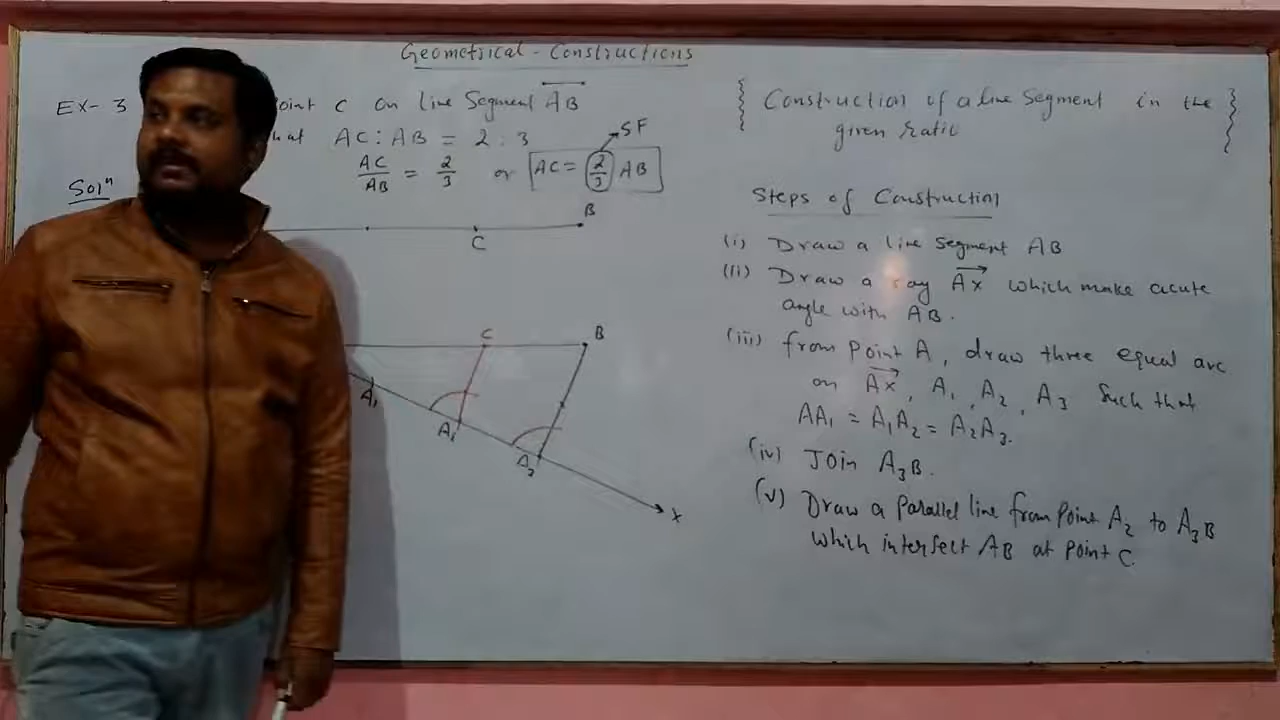 Geometrical - Constructions
EX- 3 oint C on line Segment AB
hat AC : AB = 2 : 3
AC/AB = 2/3 or AC = 2/3 AB
SF
Solⁿ
B
C
C
B
A₁
A₁
A₃
X
{ Construction of a line Segment in the }
given ratio
Steps of Construction
(i) Draw a line segment AB
(ii) Draw a ay AX which make acute
angle with AB.
(iii) from point A, draw three equal arc
on AX, A₁, A₂, A₃ Such that
AA₁ = A₁A₂ = A₂A₃.
(iv) Join A₃B.
(v) Draw a parallel line from point A₂ to A₃B
which intersect AB at point C.